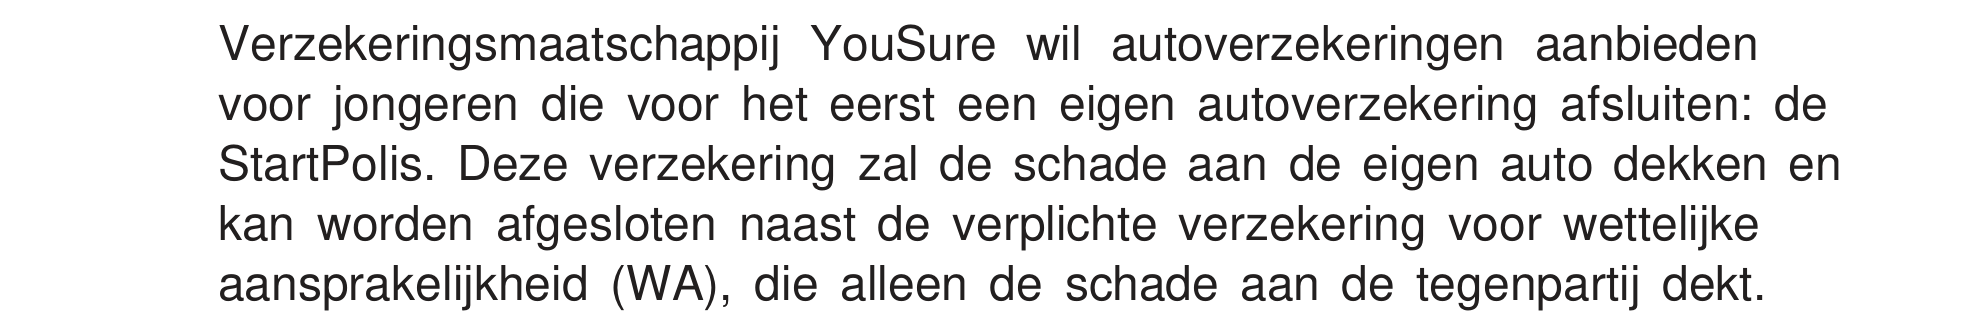 Verzekeringsmaatschappij YouSure wil autoverzekeringen aanbieden
voor jongeren die voor het eerst een eigen autoverzekering afsluiten: de
StartPolis. Deze verzekering zal de schade aan de eigen auto dekken en
kan worden afgesloten naast de verplichte verzekering voor wettelijke
aansprakelijkheid (WA), die alleen de schade aan de tegenpartij dekt.